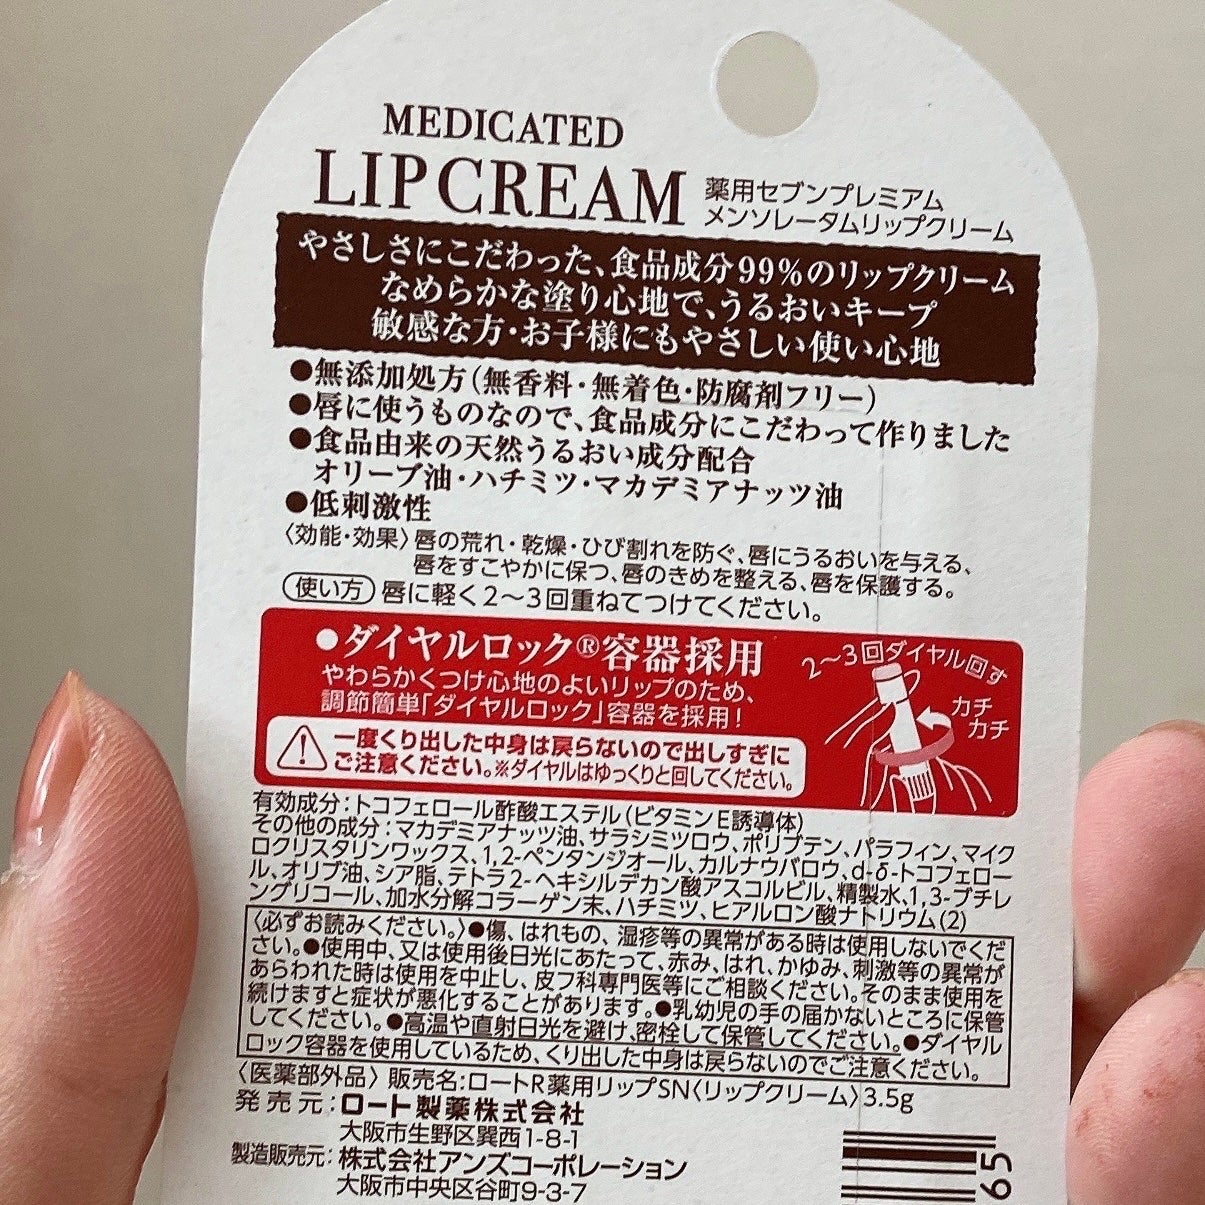 MEDICATED
LIP CREAM
薬用セブンプレミアム
メンソレータムリップクリーム
やさしさにこだわった、食品成分99%のリップクリーム
なめらかな塗り心地で、うるおいキープ
敏感な方・お子様にもやさしい使い心地
●無添加処方(無香料・無着色・防腐剤フリー)
●唇に使うものなので、食品成分にこだわって作りました
●食品由来の天然うるおい成分配合
オリーブ油・ハチミツ・マカデミアナッツ油
●低刺激性
〈効能・効果〉唇の荒れ・乾燥・ひび割れを防ぐ、唇にうるおいを与える、
唇をすこやかに保つ、唇のきめを整える、唇を保護する。
使い方 唇に軽く2〜3回重ねてつけてください。
●ダイヤルロック®容器採用
やわらかくつけ心地のよいリップのため、
調節簡単「ダイヤルロック」容器を採用!
一度くり出した中身は戻らないので出しすぎに
ご注意ください。※ダイヤルはゆっくりと回してください。
2〜3回ダイヤル回す
カチ
カチ
有効成分:トコフェロール酢酸エステル(ビタミンE誘導体)
その他の成分:マカデミアナッツ油、サラシミツロウ、ポリブテン、パラフィン、マイク
ロクリスタリンワックス、1,2-ペンタンジオール、カルナウバロウ、d-δ-トコフェロー
ル、オリブ油、シア脂、テトラ2-ヘキシルデカン酸アスコルビル、精製水、1,3-ブチレ
ングリコール、加水分解コラーゲン末、ハチミツ、ヒアルロン酸ナトリウム(2)
〈必ずお読みください。〉●傷、はれもの、湿疹等の異常がある時は使用しないでくだ
さい。●使用中、又は使用後日光にあたって、赤み、はれ、かゆみ、刺激等の異常が
あらわれた時は使用を中止し、皮フ科専門医等にご相談ください。そのまま使用を
続けますと症状が悪化することがあります。●乳幼児の手の届かないところに保管
してください。●高温や直射日光を避け、密栓して保管してください。●ダイヤル
ロック容器を使用しているため、くり出した中身は戻らないのでご注意ください。
〈医薬部外品〉販売名:ロートR薬用リップSN〈リップクリーム〉3.5g
発売元:ロート製薬株式会社
大阪市生野区巽西1-8-1
製造販売元:株式会社アンズコーポレーション
大阪市中央区谷町9-3-7
65